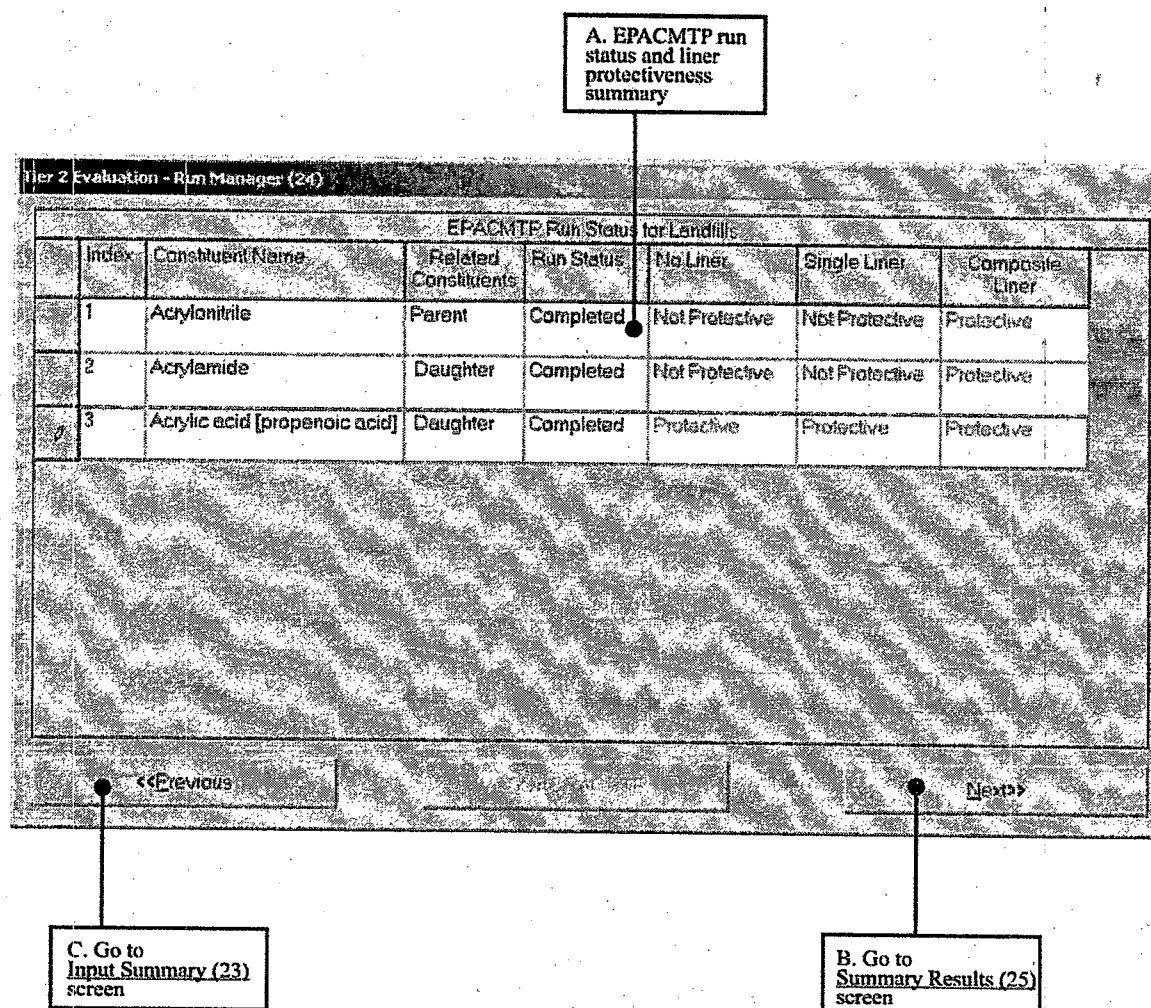 A. EPACMTP run
status and liner
protectiveness
summary
Tier 2 Evaluation - Run Manager (24)
EPACMTP Run Status for Landfills
Index Constituent Name Related Constituents Run Status No Liner Single Liner Composite Liner
1 Acrylonitrile Parent Completed Not Protective Not Protective Protective
2 Acrylamide Daughter Completed Not Protective Not Protective Protective
3 Acrylic acid [propenoic acid] Daughter Completed Protective Protective Protective
<<Previous
Next>>
C. Go to
Input Summary (23)
screen
B. Go to
Summary Results (25)
screen